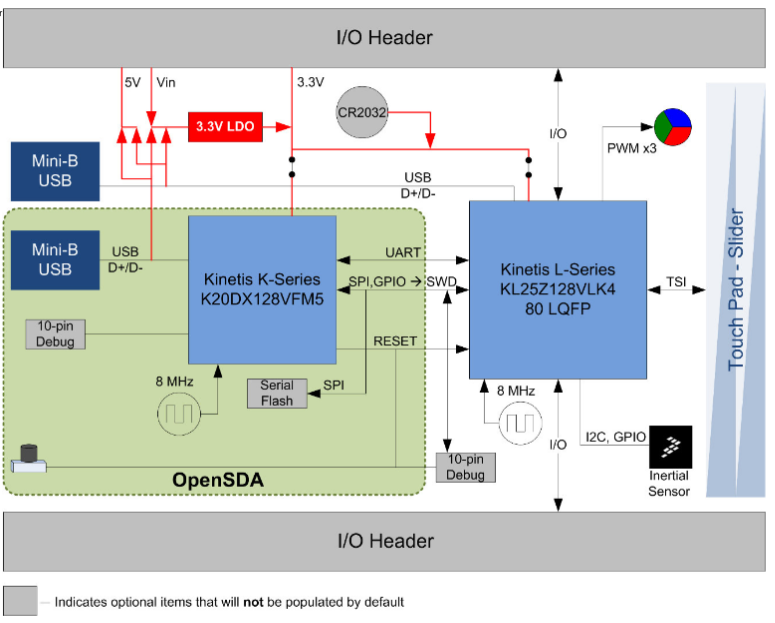 r
I/O Header
5V
Vin
3.3V
3.3V LDO
CR2032
I/O
PWM x3
Mini-B
USB
USB
D+/D-
Mini-B
USB
USB
D+/D-
Kinetis K-Series
K20DX128VFM5
UART
SPI,GPIO → SWD
RESET
Kinetis L-Series
KL25Z128VLK4
80 LQFP
TSI
Touch Pad - Slider
10-pin
Debug
8 MHz
Serial
Flash
SPI
8 MHz
I/O
I2C, GPIO
Inertial
Sensor
10-pin
Debug
OpenSDA
I/O Header
Indicates optional items that will not be populated by default